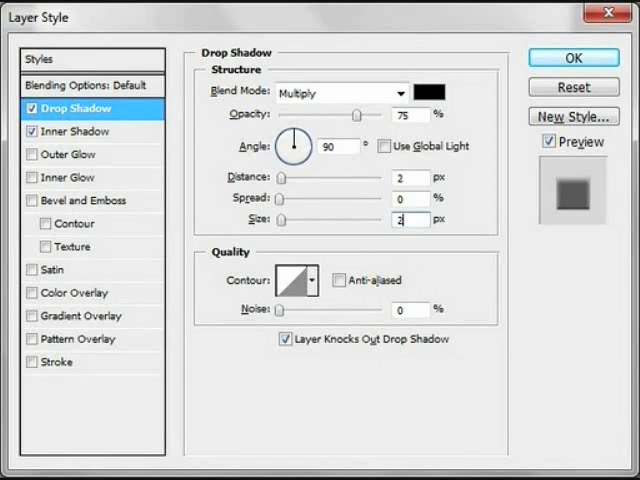 Layer Style
Styles
Blending Options: Default
Drop Shadow
Inner Shadow
Outer Glow
Inner Glow
Bevel and Emboss
Contour
Texture
Satin
Color Overlay
Gradient Overlay
Pattern Overlay
Stroke
Drop Shadow
Structure
Blend Mode: Multiply
Opacity: 75 %
Angle: 90 ° Use Global Light
Distance: 2 px
Spread: 0 %
Size: 2 px
Quality
Contour: Anti-aliased
Noise: 0 %
Layer Knocks Out Drop Shadow
OK
Reset
New Style...
Preview